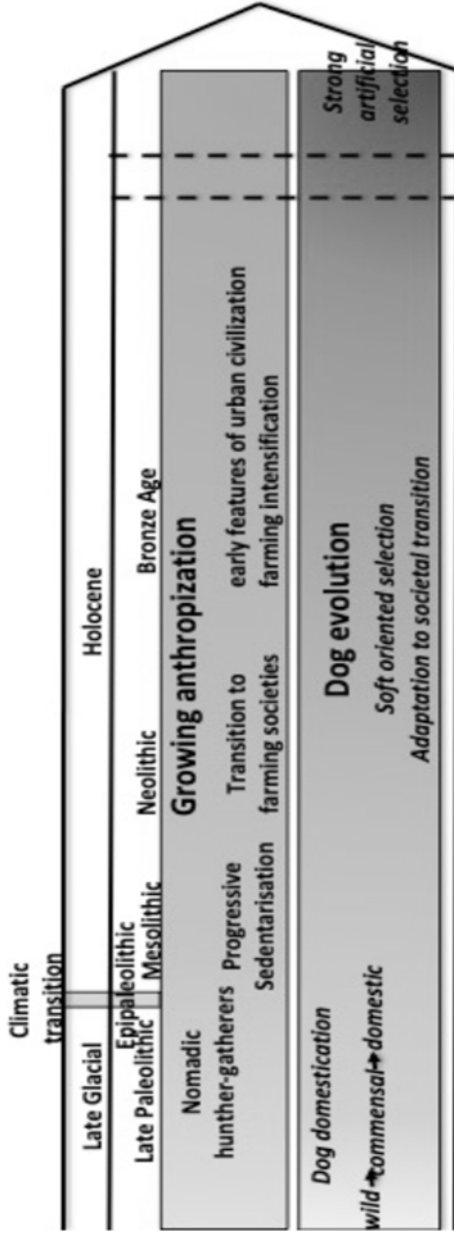 Climatic
transition
Late Glacial
Holocene
Epipaleolithic
Late Paleolithic
Mesolithic
Neolithic
Bronze Age
Growing anthropization
Nomadic
hunther-gatherers
Progressive
Sedentarisation
Transition to
farming societies
early features of urban civilization
farming intensification
Dog evolution
Dog domestication
wild commensal domestic
Soft oriented selection
Adaptation to societal transition
Strong
artificial
selection